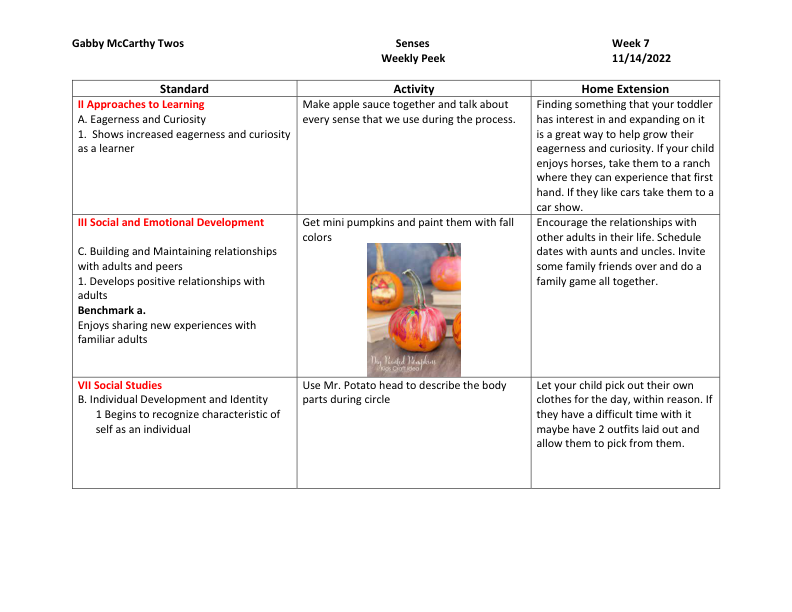 Gabby McCarthy Twos
Senses
Week 7
Weekly Peek
11/14/2022
Standard
Activity
Home Extension
II Approaches to Learning
A. Eagerness and Curiosity
1.  Shows increased eagerness and curiosity
as a learner
Make apple sauce together and talk about
every sense that we use during the process.
Finding something that your toddler
has interest in and expanding on it
is a great way to help grow their
eagerness and curiosity. If your child
enjoys horses, take them to a ranch
where they can experience that first
hand. If they like cars take them to a
car show.
III Social and Emotional Development
C. Building and Maintaining relationships
with adults and peers
1. Develops positive relationships with
adults
Benchmark a.
Enjoys sharing new experiences with
familiar adults
Get mini pumpkins and paint them with fall
colors
Kids Craft Idea
Encourage the relationships with
other adults in their life. Schedule
dates with aunts and uncles. Invite
some family friends over and do a
family game all together.
VII Social Studies
B. Individual Development and Identity
1 Begins to recognize characteristic of
self as an individual
Use Mr. Potato head to describe the body
parts during circle
Let your child pick out their own
clothes for the day, within reason. If
they have a difficult time with it
maybe have 2 outfits laid out and
allow them to pick from them.